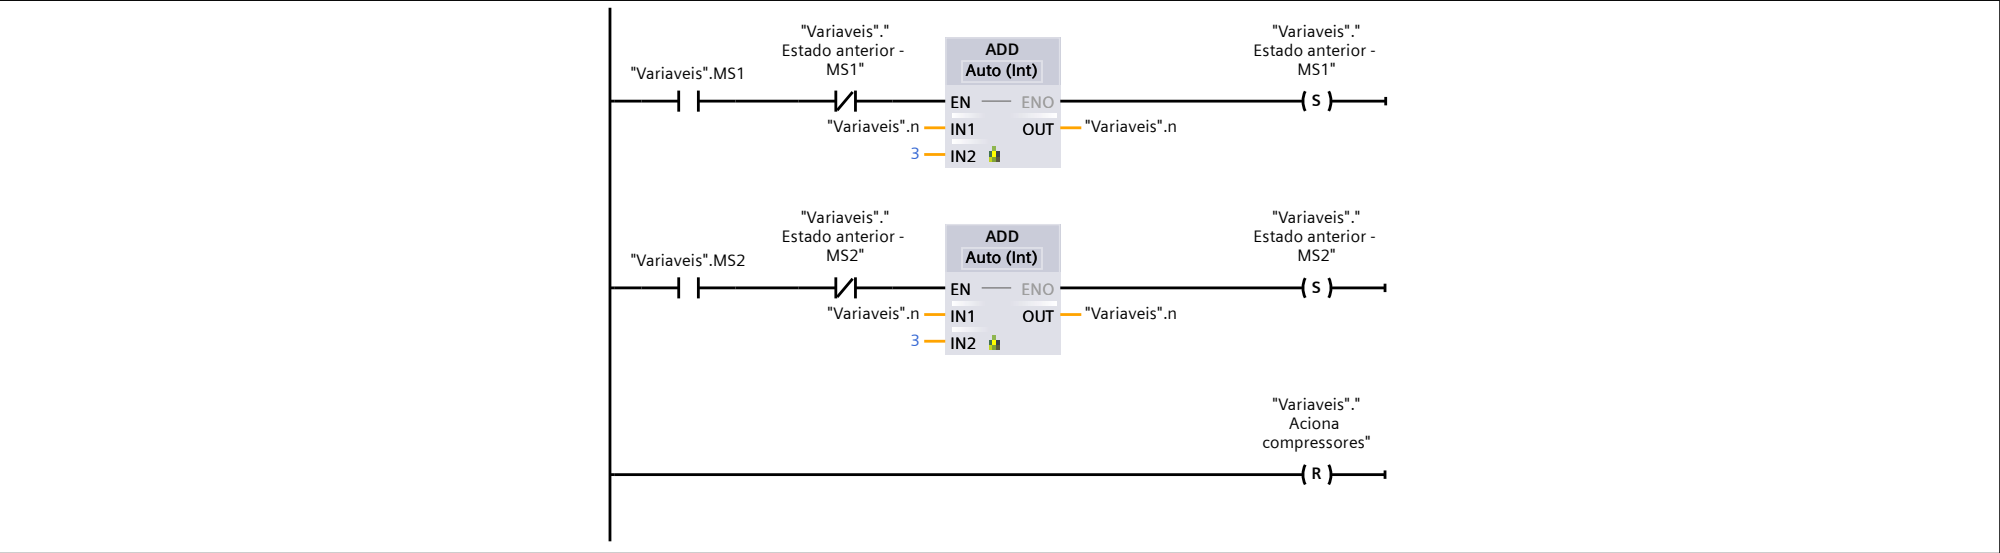 "Variaveis"."
Estado anterior -
MS1"
"Variaveis"."
Estado anterior -
MS1"
ADD
Auto (Int)
"Variaveis".MS1
S
EN
ENO
"Variaveis".n
IN1
OUT
"Variaveis".n
3
IN2
"Variaveis"."
Estado anterior -
MS2"
"Variaveis"."
Estado anterior -
MS2"
ADD
Auto (Int)
"Variaveis".MS2
S
EN
ENO
"Variaveis".n
IN1
OUT
"Variaveis".n
3
IN2
"Variaveis"."
Aciona
compressores"
R